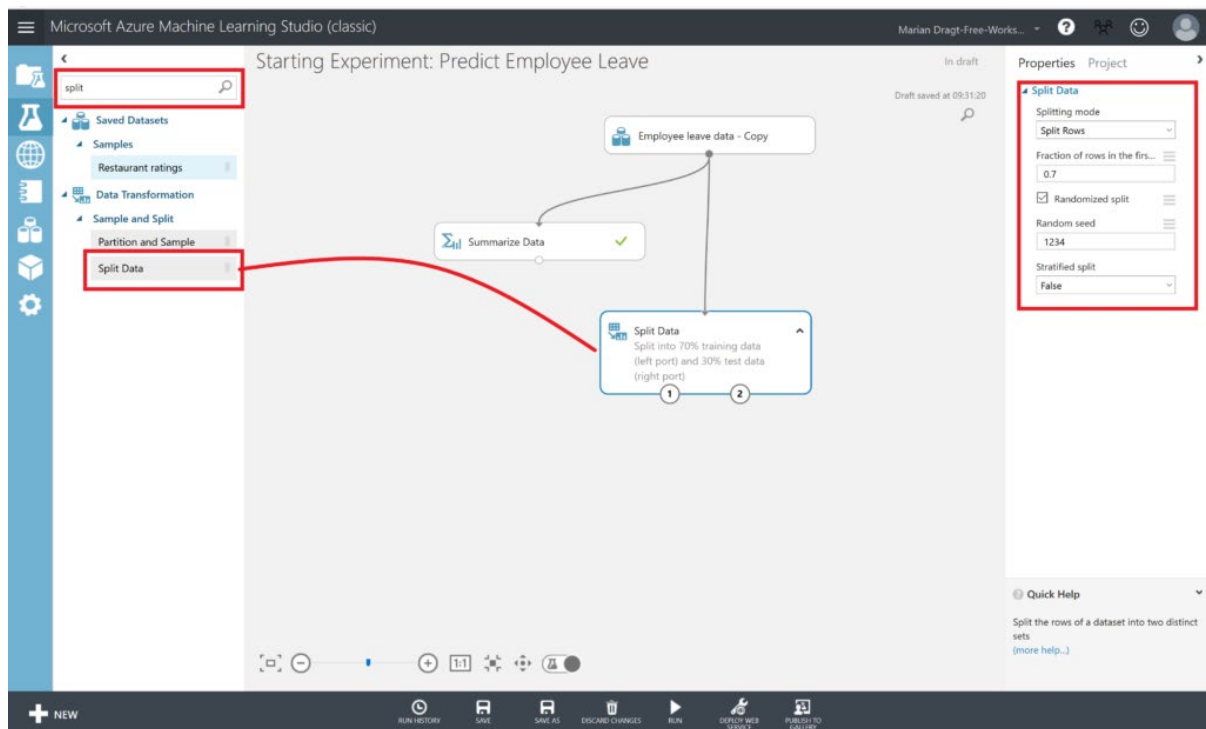 Microsoft Azure Machine Learning Studio (classic)
Marian Dragt-Free-Works...
split
Saved Datasets
Samples
Restaurant ratings
Data Transformation
Sample and Split
Partition and Sample
Split Data
Starting Experiment: Predict Employee Leave
In draft
Draft saved at 09:31:20
Employee leave data - Copy
Summarize Data
Split Data
Split into 70% training data
(left port) and 30% test data
(right port)
1
2
1:1
Properties Project
Split Data
Splitting mode
Split Rows
Fraction of rows in the firs...
0.7
Randomized split
Random seed
1234
Stratified split
False
Quick Help
Split the rows of a dataset into two distinct
sets
(more help...)
NEW
RUN HISTORY
SAVE
SAVE AS
DISCARD CHANGES
RUN
DEPLOY WEB
SERVICE
PUBLISH TO
GALLERY